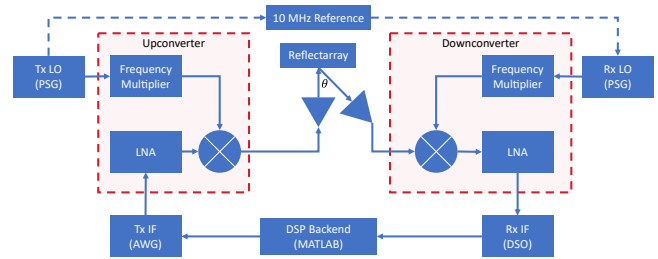 10 MHz Reference
Upconverter
Reflectarray
Downconverter
Tx LO
(PSG)
Frequency
Multiplier
θ
Frequency
Multiplier
Rx LO
(PSG)
LNA
LNA
Tx IF
(AWG)
DSP Backend
(MATLAB)
Rx IF
(DSO)